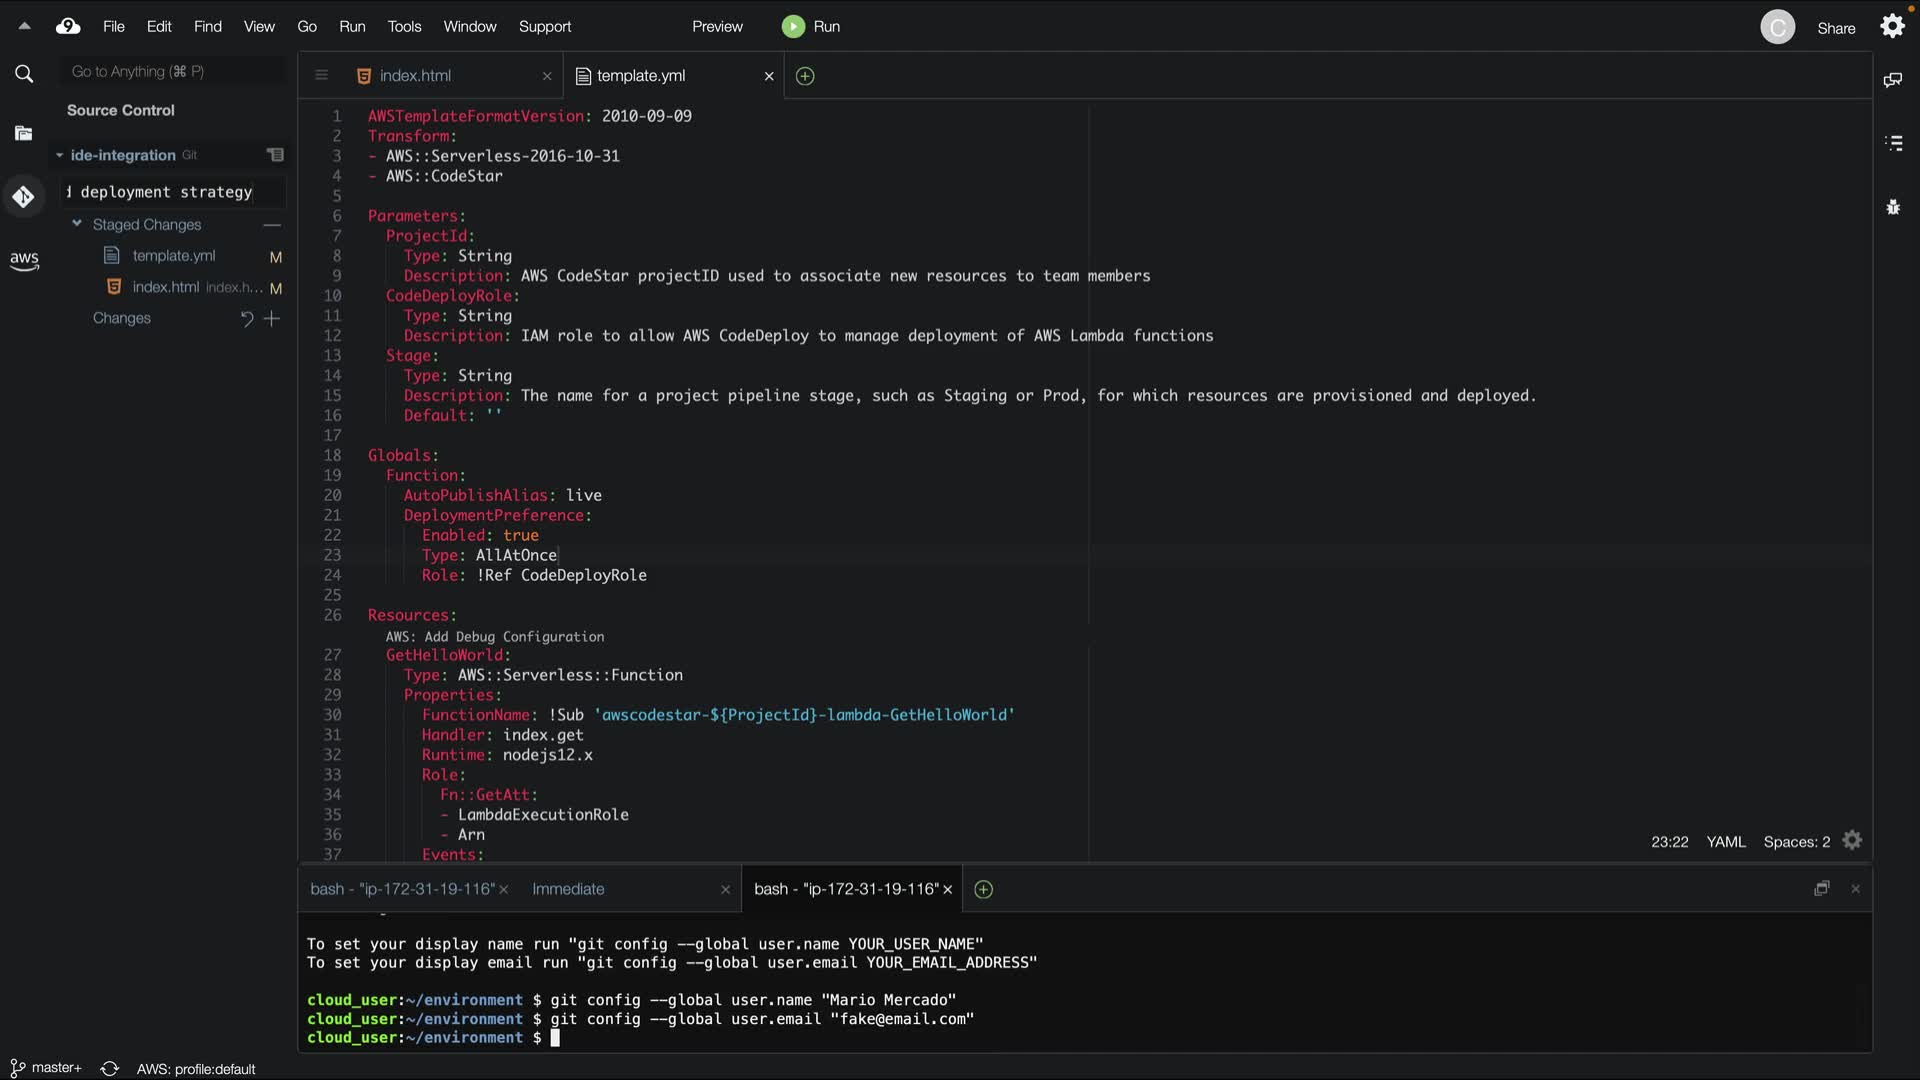 9 File Edit Find View Go Run Tools Window Support Preview Run C Share
Go to Anything (⌘ P)
Source Control
ide-integration Git
deployment strategy
Staged Changes
template.yml M
index.html index.h... M
Changes
aws
index.html × template.yml ×
1 AWSTemplateFormatVersion: 2010-09-09
2 Transform:
3 - AWS::Serverless-2016-10-31
4 - AWS::CodeStar
5
6 Parameters:
7 ProjectId:
8 Type: String
9 Description: AWS CodeStar projectID used to associate new resources to team members
10 CodeDeployRole:
11 Type: String
12 Description: IAM role to allow AWS CodeDeploy to manage deployment of AWS Lambda functions
13 Stage:
14 Type: String
15 Description: The name for a project pipeline stage, such as Staging or Prod, for which resources are provisioned and deployed.
16 Default: ''
17
18 Globals:
19 Function:
20 AutoPublishAlias: live
21 DeploymentPreference:
22 Enabled: true
23 Type: AllAtOnce
24 Role: !Ref CodeDeployRole
25
26 Resources:
AWS: Add Debug Configuration
27 GetHelloWorld:
28 Type: AWS::Serverless::Function
29 Properties:
30 FunctionName: !Sub 'awscodestar-${ProjectId}-lambda-GetHelloWorld'
31 Handler: index.get
32 Runtime: nodejs12.x
33 Role:
34 Fn::GetAtt:
35 - LambdaExecutionRole
36 - Arn
37 Events:
23:22 YAML Spaces: 2
bash - "ip-172-31-19-116" × Immediate × bash - "ip-172-31-19-116" ×
To set your display name run "git config --global user.name YOUR_USER_NAME"
To set your display email run "git config --global user.email YOUR_EMAIL_ADDRESS"
cloud_user:~/environment $ git config --global user.name "Mario Mercado"
cloud_user:~/environment $ git config --global user.email "fake@email.com"
cloud_user:~/environment $
master+ AWS: profile:default